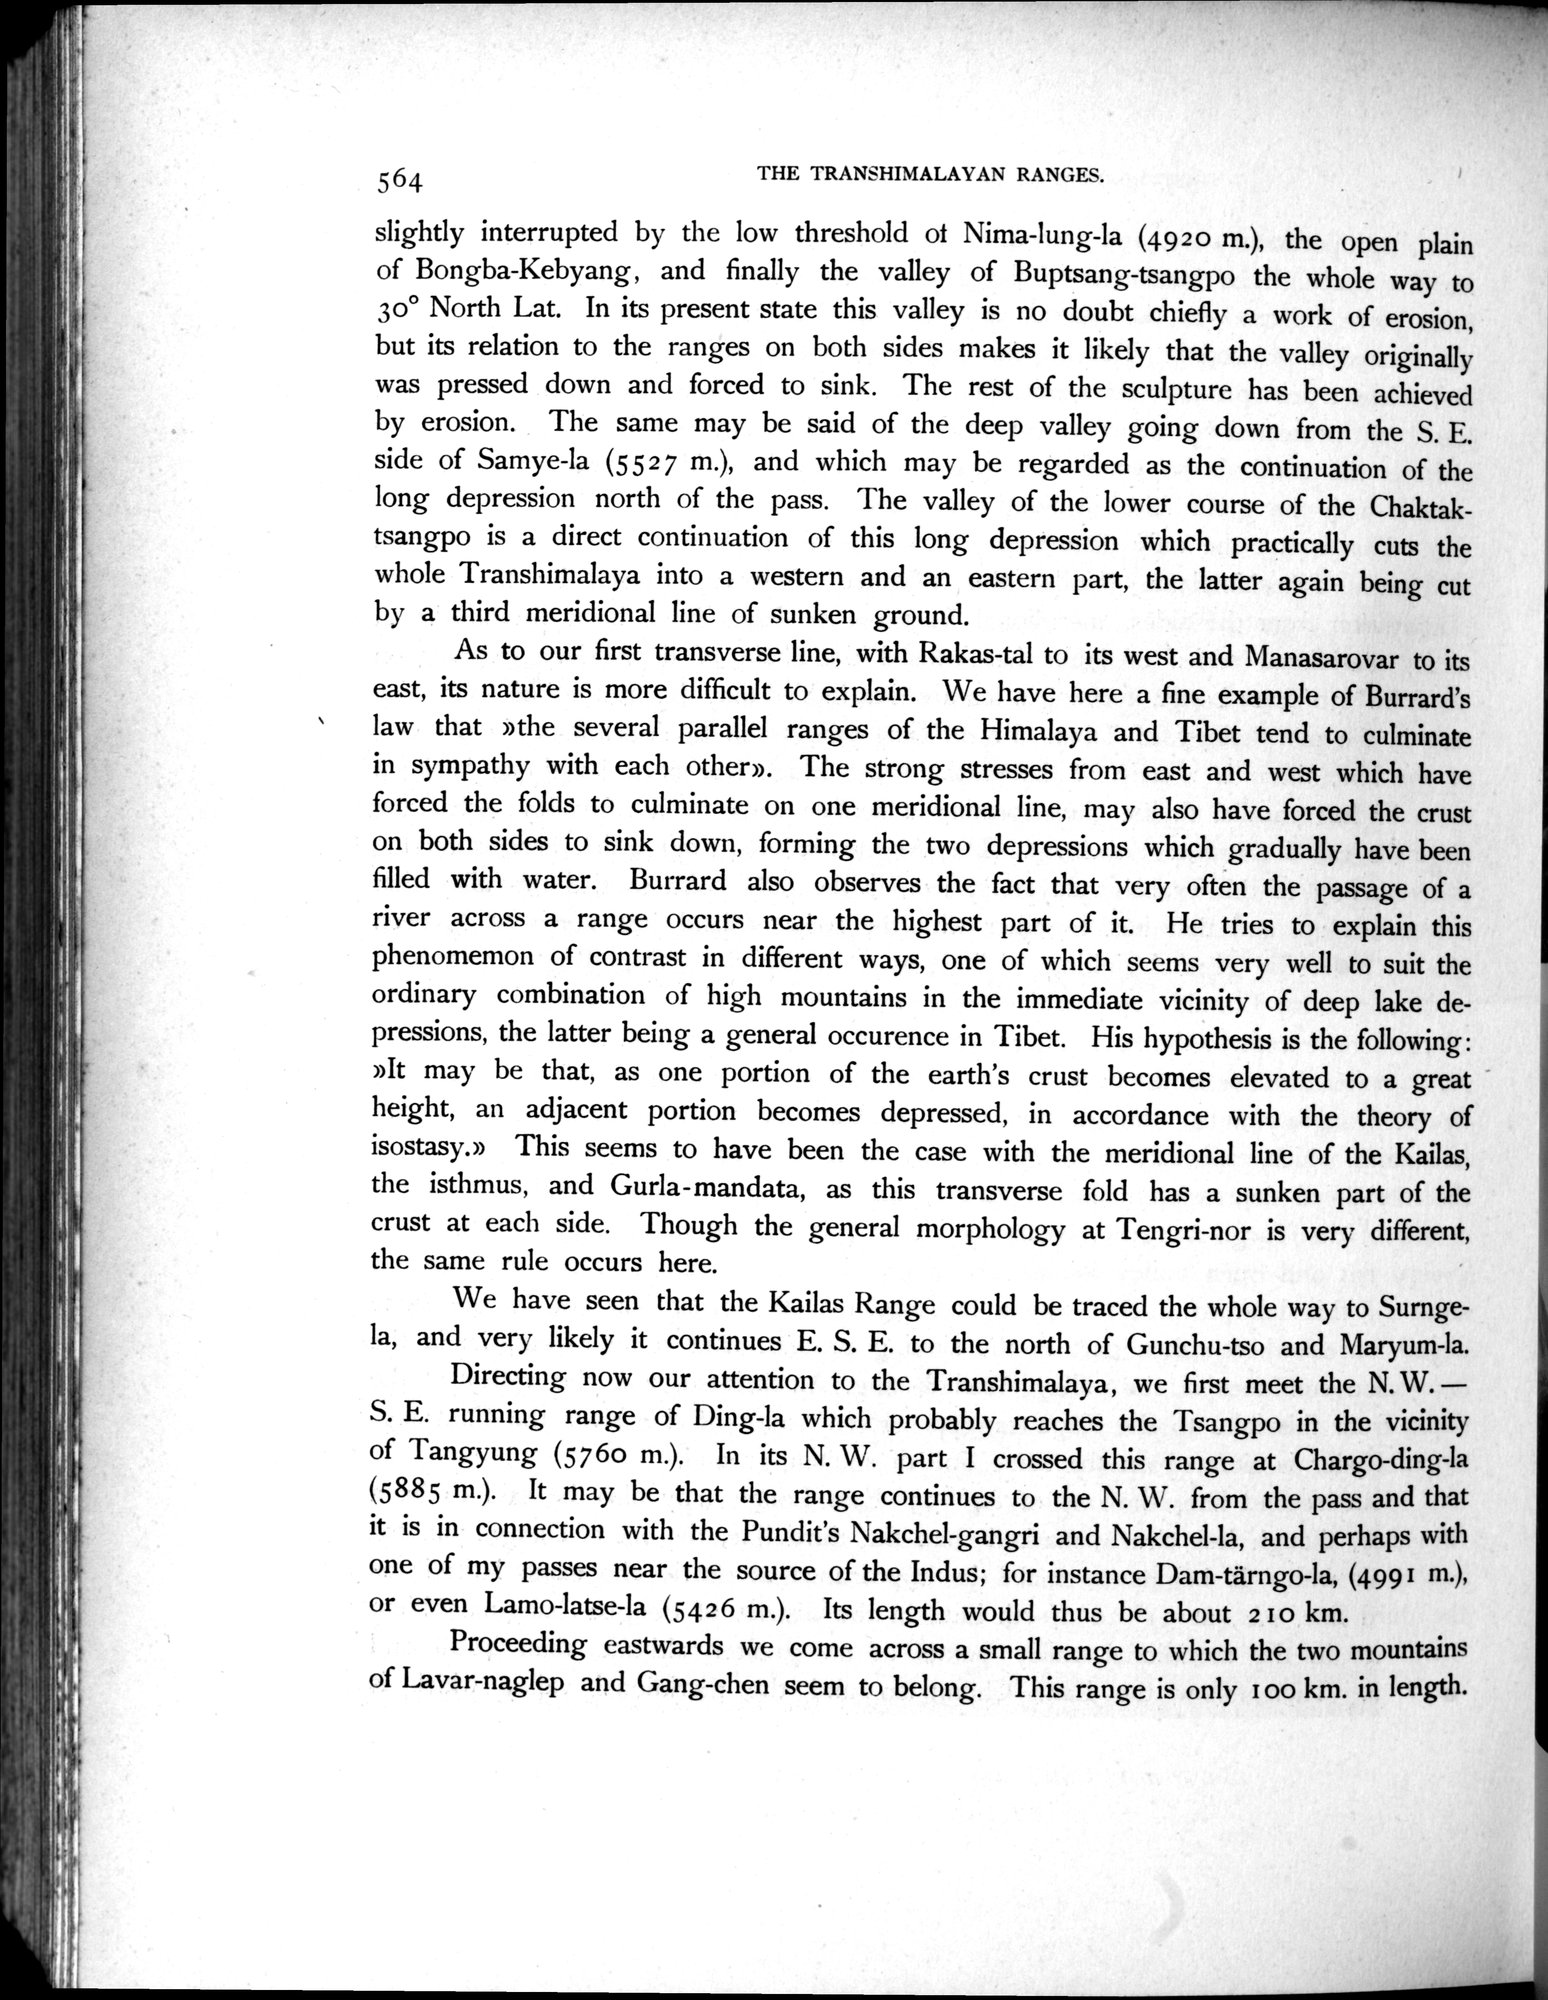 564
THE TRANSHIMALAYAN RANGES.
slightly interrupted by the low threshold of Nima-lung-la (4920 m.), the open plain
of Bongba-Kebyang, and finally the valley of Buptsang-tsangpo the whole way to
30° North Lat. In its present state this valley is no doubt chiefly a work of erosion,
but its relation to the ranges on both sides makes it likely that the valley originally
was pressed down and forced to sink. The rest of the sculpture has been achieved
by erosion. The same may be said of the deep valley going down from the S. E.
side of Samye-la (5527 m.), and which may be regarded as the continuation of the
long depression north of the pass. The valley of the lower course of the Chaktak-
tsangpo is a direct continuation of this long depression which practically cuts the
whole Transhimalaya into a western and an eastern part, the latter again being cut
by a third meridional line of sunken ground.
As to our first transverse line, with Rakas-tal to its west and Manasarovar to its
east, its nature is more difficult to explain. We have here a fine example of Burrard's
law that »the several parallel ranges of the Himalaya and Tibet tend to culminate
in sympathy with each other». The strong stresses from east and west which have
forced the folds to culminate on one meridional line, may also have forced the crust
on both sides to sink down, forming the two depressions which gradually have been
filled with water. Burrard also observes the fact that very often the passage of a
river across a range occurs near the highest part of it. He tries to explain this
phenomemon of contrast in different ways, one of which seems very well to suit the
ordinary combination of high mountains in the immediate vicinity of deep lake de-
pressions, the latter being a general occurence in Tibet. His hypothesis is the following:
»It may be that, as one portion of the earth's crust becomes elevated to a great
height, an adjacent portion becomes depressed, in accordance with the theory of
isostasy.» This seems to have been the case with the meridional line of the Kailas,
the isthmus, and Gurla-mandata, as this transverse fold has a sunken part of the
crust at each side. Though the general morphology at Tengri-nor is very different,
the same rule occurs here.
We have seen that the Kailas Range could be traced the whole way to Surnge-
la, and very likely it continues E. S. E. to the north of Gunchu-tso and Maryum-la.
Directing now our attention to the Transhimalaya, we first meet the N. W. —
S. E. running range of Ding-la which probably reaches the Tsangpo in the vicinity
of Tangyung (5760 m.). In its N. W. part I crossed this range at Chargo-ding-la
(5885 m.). It may be that the range continues to the N. W. from the pass and that
it is in connection with the Pundit's Nakchel-gangri and Nakchel-la, and perhaps with
one of my passes near the source of the Indus; for instance Dam-tärngo-la, (4991 m.),
or even Lamo-latse-la (5426 m.). Its length would thus be about 210 km.
Proceeding eastwards we come across a small range to which the two mountains
of Lavar-naglep and Gang-chen seem to belong. This range is only 100 km. in length.